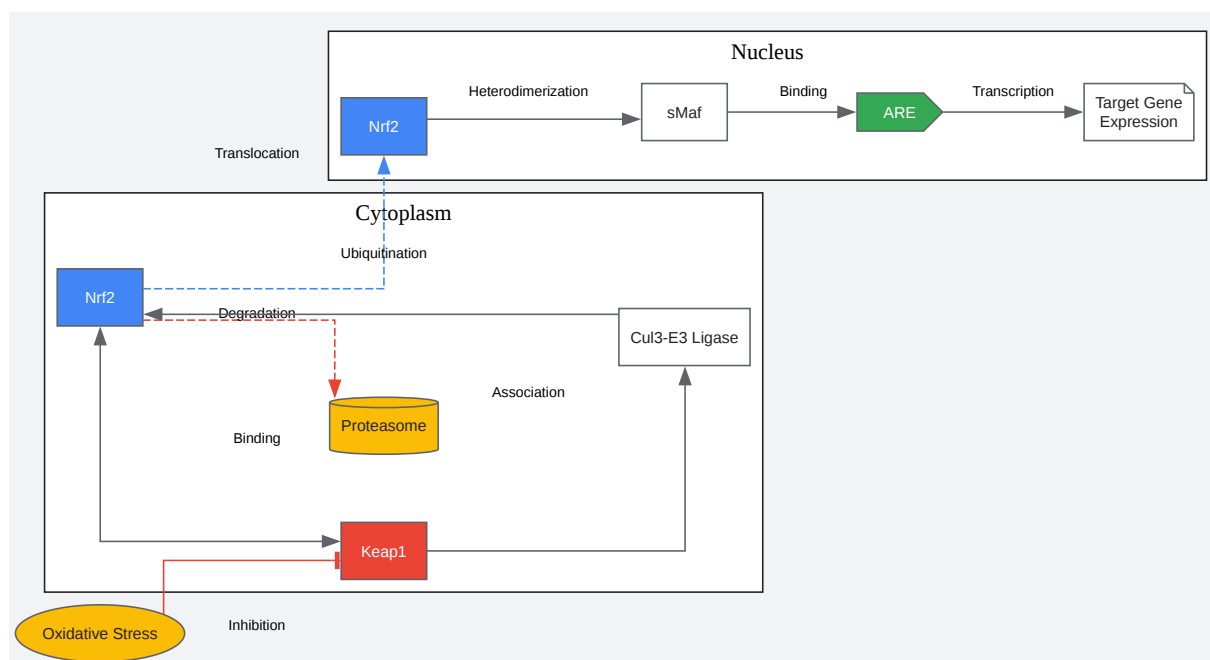 Nucleus
Heterodimerization
Binding
Transcription
Nrf2
sMaf
ARE
Target Gene
Expression
Translocation
Cytoplasm
Ubiquitination
Nrf2
Degradation
Cul3-E3 Ligase
Association
Proteasome
Binding
Keap1
Oxidative Stress
Inhibition